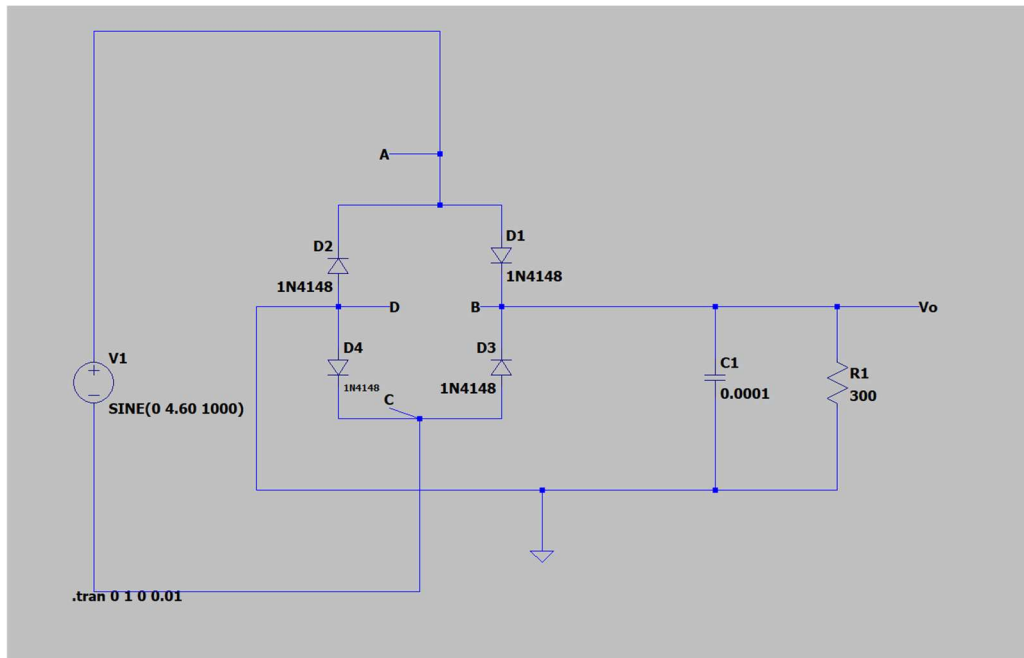 A
D2
D1
1N4148
1N4148
D
B
Vo
D4
D3
V1
C1
R1
1N4148
1N4148
0.0001
300
C
SINE(0 4.60 1000)
.tran 0 1 0 0.01